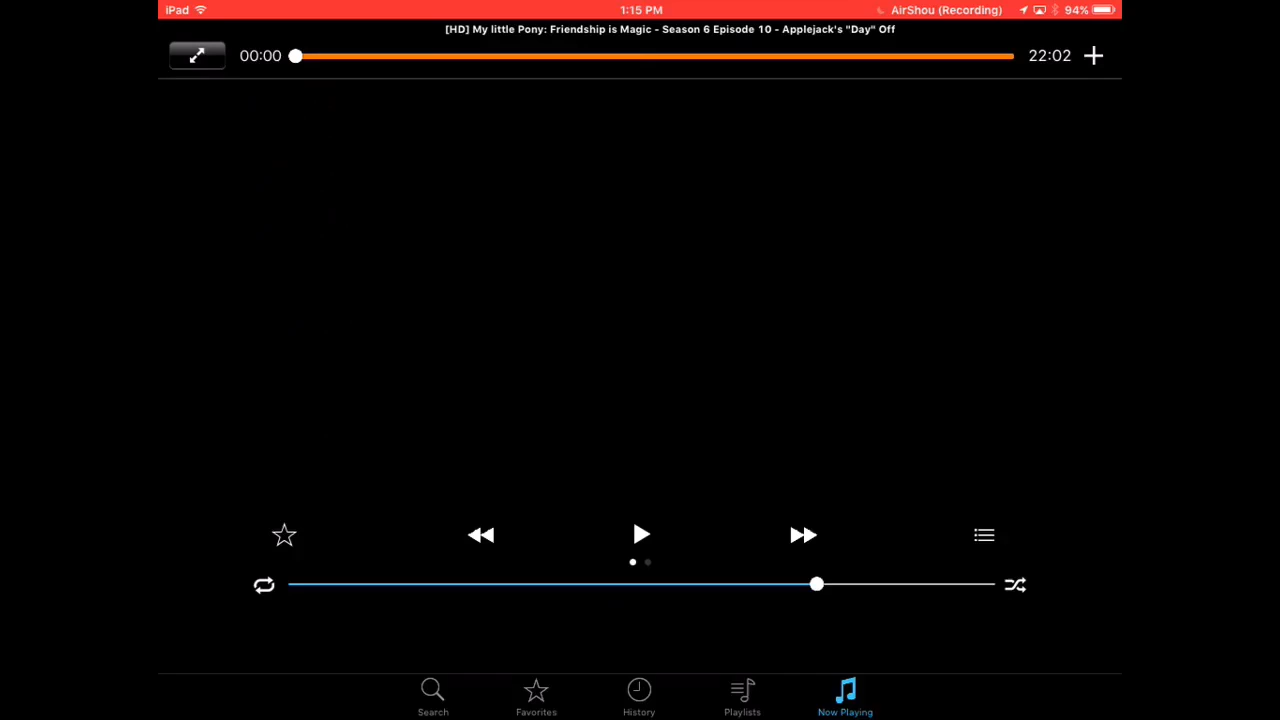 iPad 1:15 PM AirShou (Recording) 94%
[HD] My little Pony: Friendship is Magic - Season 6 Episode 10 - Applejack's "Day" Off
00:00 22:02
Search Favorites History Playlists Now Playing